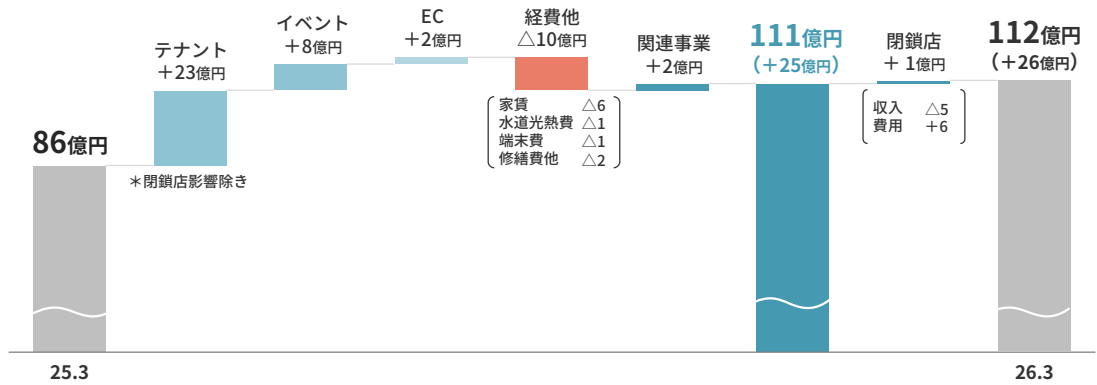 86億円
テナント
＋23億円
＊閉鎖店影響除き
イベント
＋8億円
EC
＋2億円
経費他
△10億円
家賃 △6
水道光熱費 △1
端末費 △1
修繕費他 △2
関連事業
＋2億円
111億円
（＋25億円）
閉鎖店
＋ 1億円
収入 △5
費用 ＋6
112億円
（＋26億円）
25.3
26.3